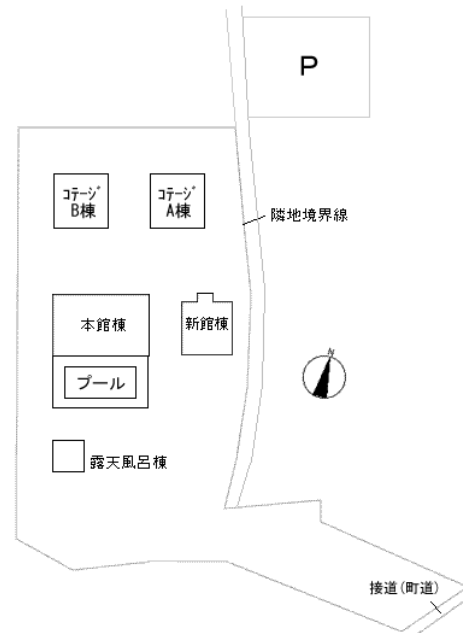 P
ｺﾃｰｼﾞ
B棟
ｺﾃｰｼﾞ
A棟
隣地境界線
本館棟
新館棟
プール
N
露天風呂棟
接道(町道)